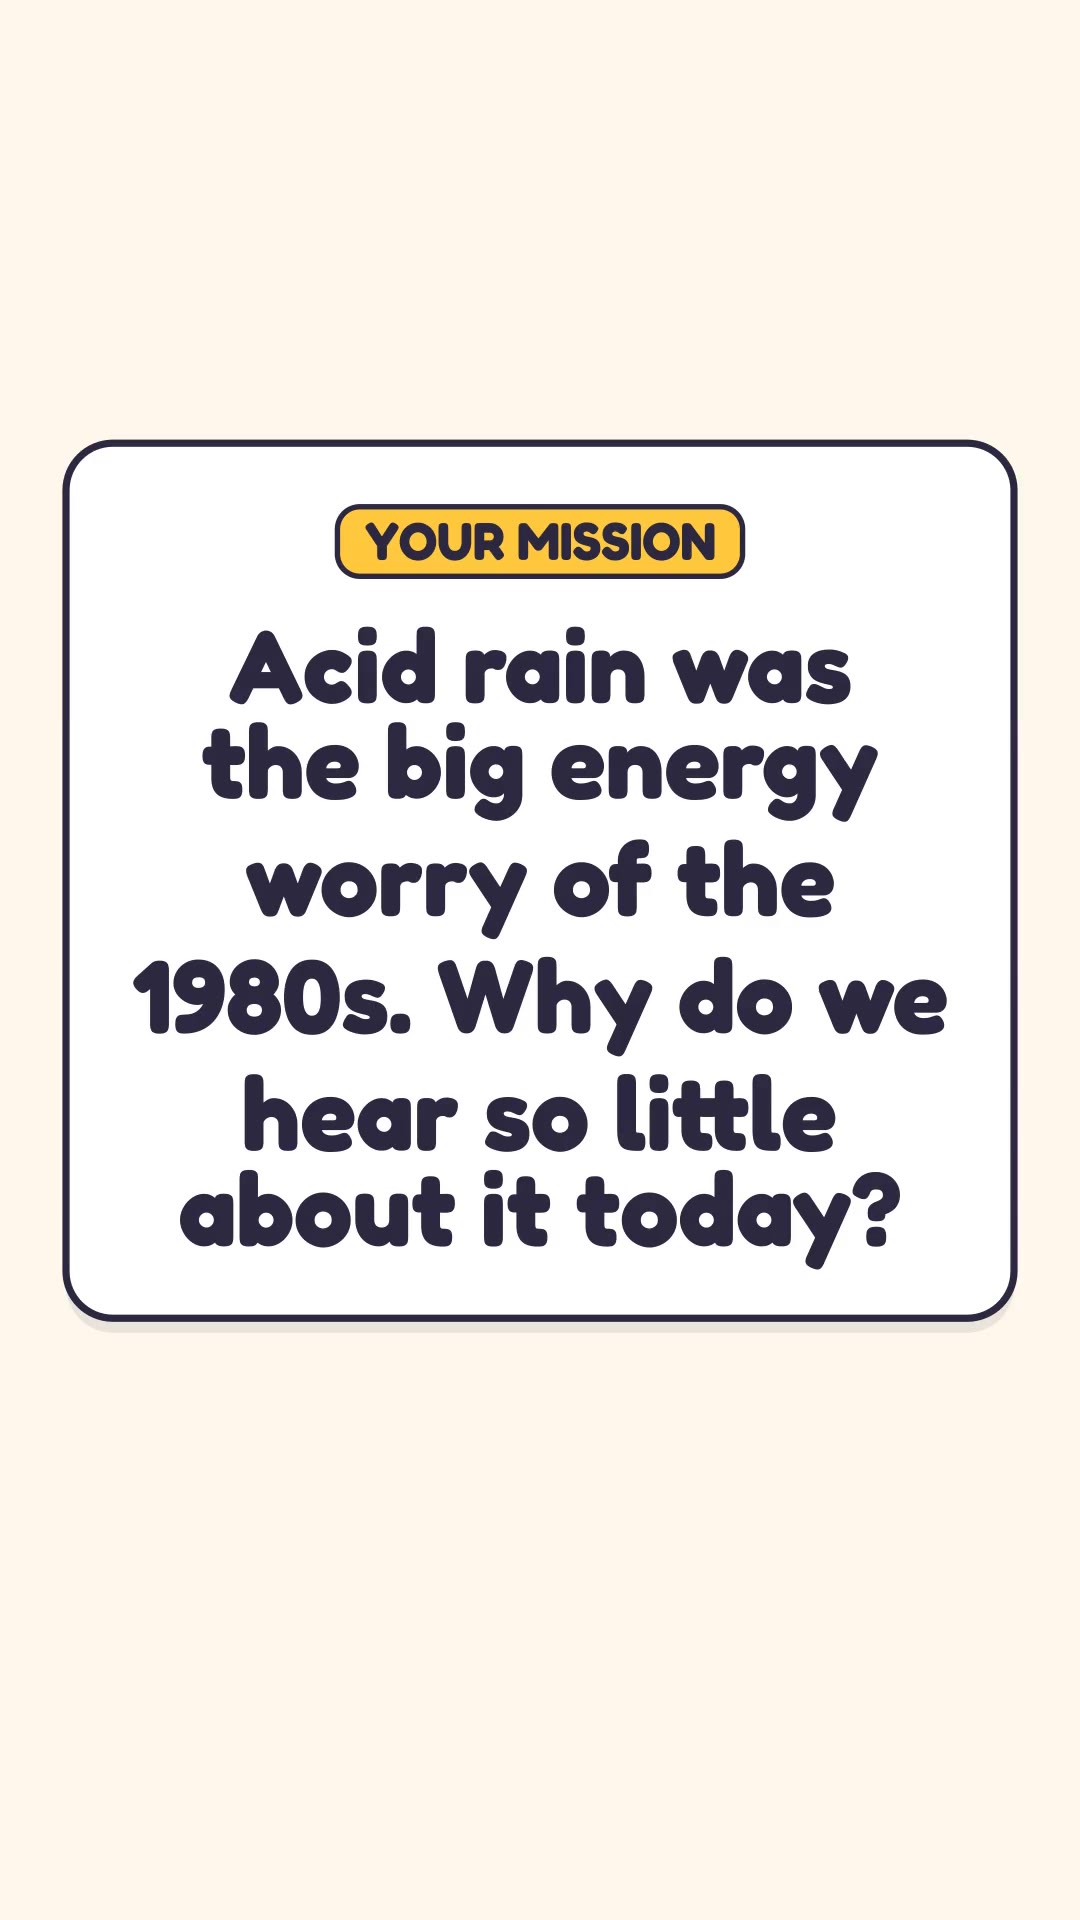 YOUR MISSION
Acid rain was
the big energy
worry of the
1980s. Why do we
hear so little
about it today?